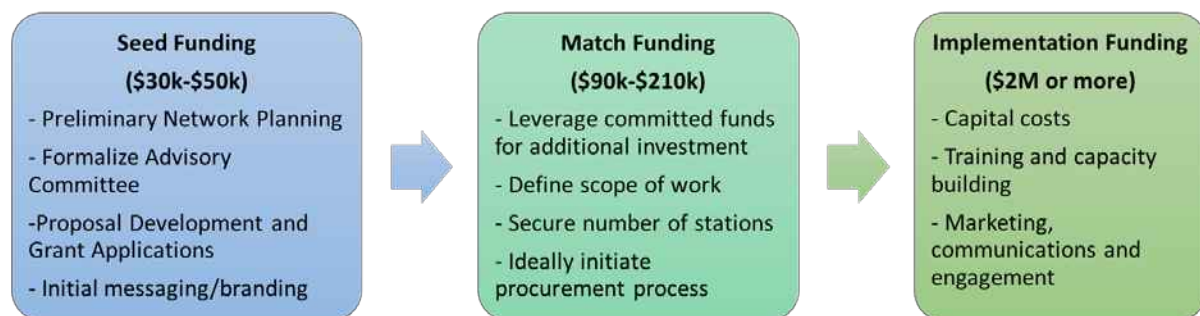 Seed Funding
($30k-$50k)
- Preliminary Network Planning
- Formalize Advisory
Committee
-Proposal Development and
Grant Applications
- Initial messaging/branding
Match Funding
($90k-$210k)
- Leverage committed funds
for additional investment
- Define scope of work
- Secure number of stations
- Ideally initiate
procurement process
Implementation Funding
($2M or more)
- Capital costs
- Training and capacity
building
- Marketing,
communications and
engagement